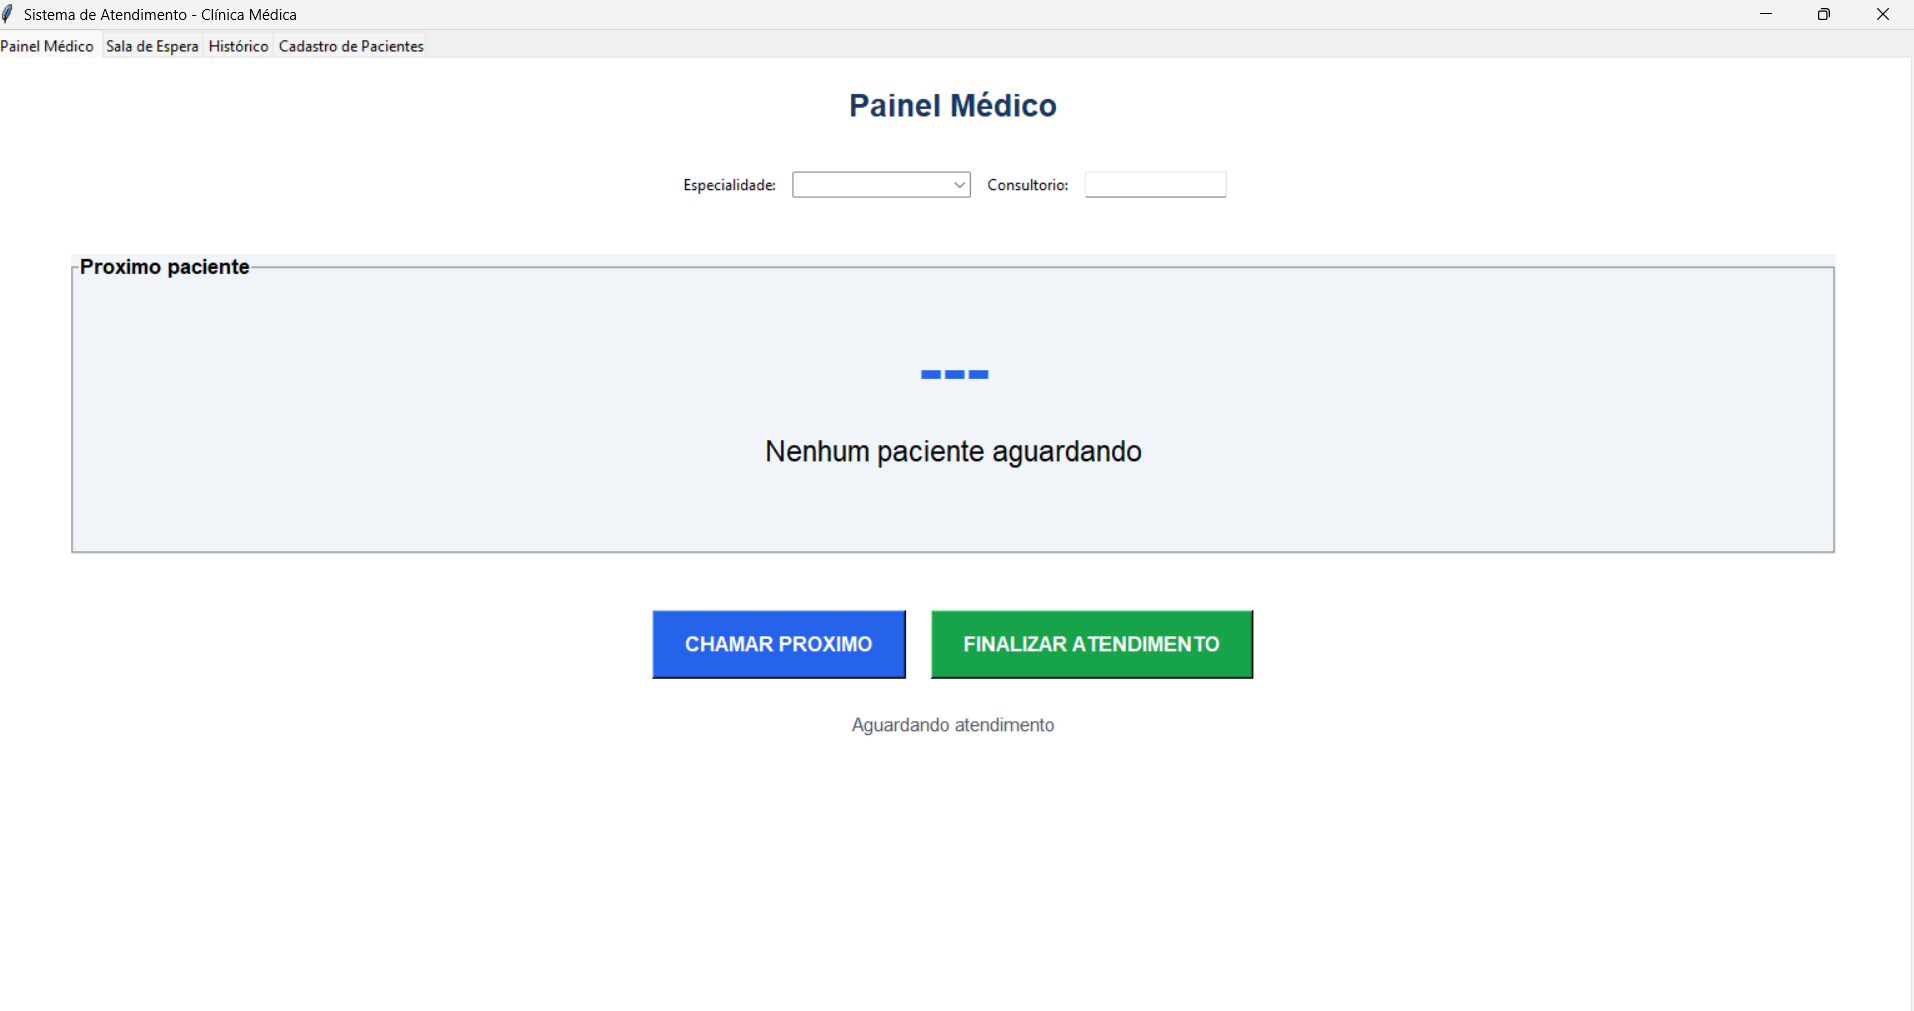 Sistema de Atendimento - Clínica Médica
Painel Médico Sala de Espera Histórico Cadastro de Pacientes
Painel Médico
Especialidade: Consultorio:
Proximo paciente
---
Nenhum paciente aguardando
CHAMAR PROXIMO FINALIZAR ATENDIMENTO
Aguardando atendimento